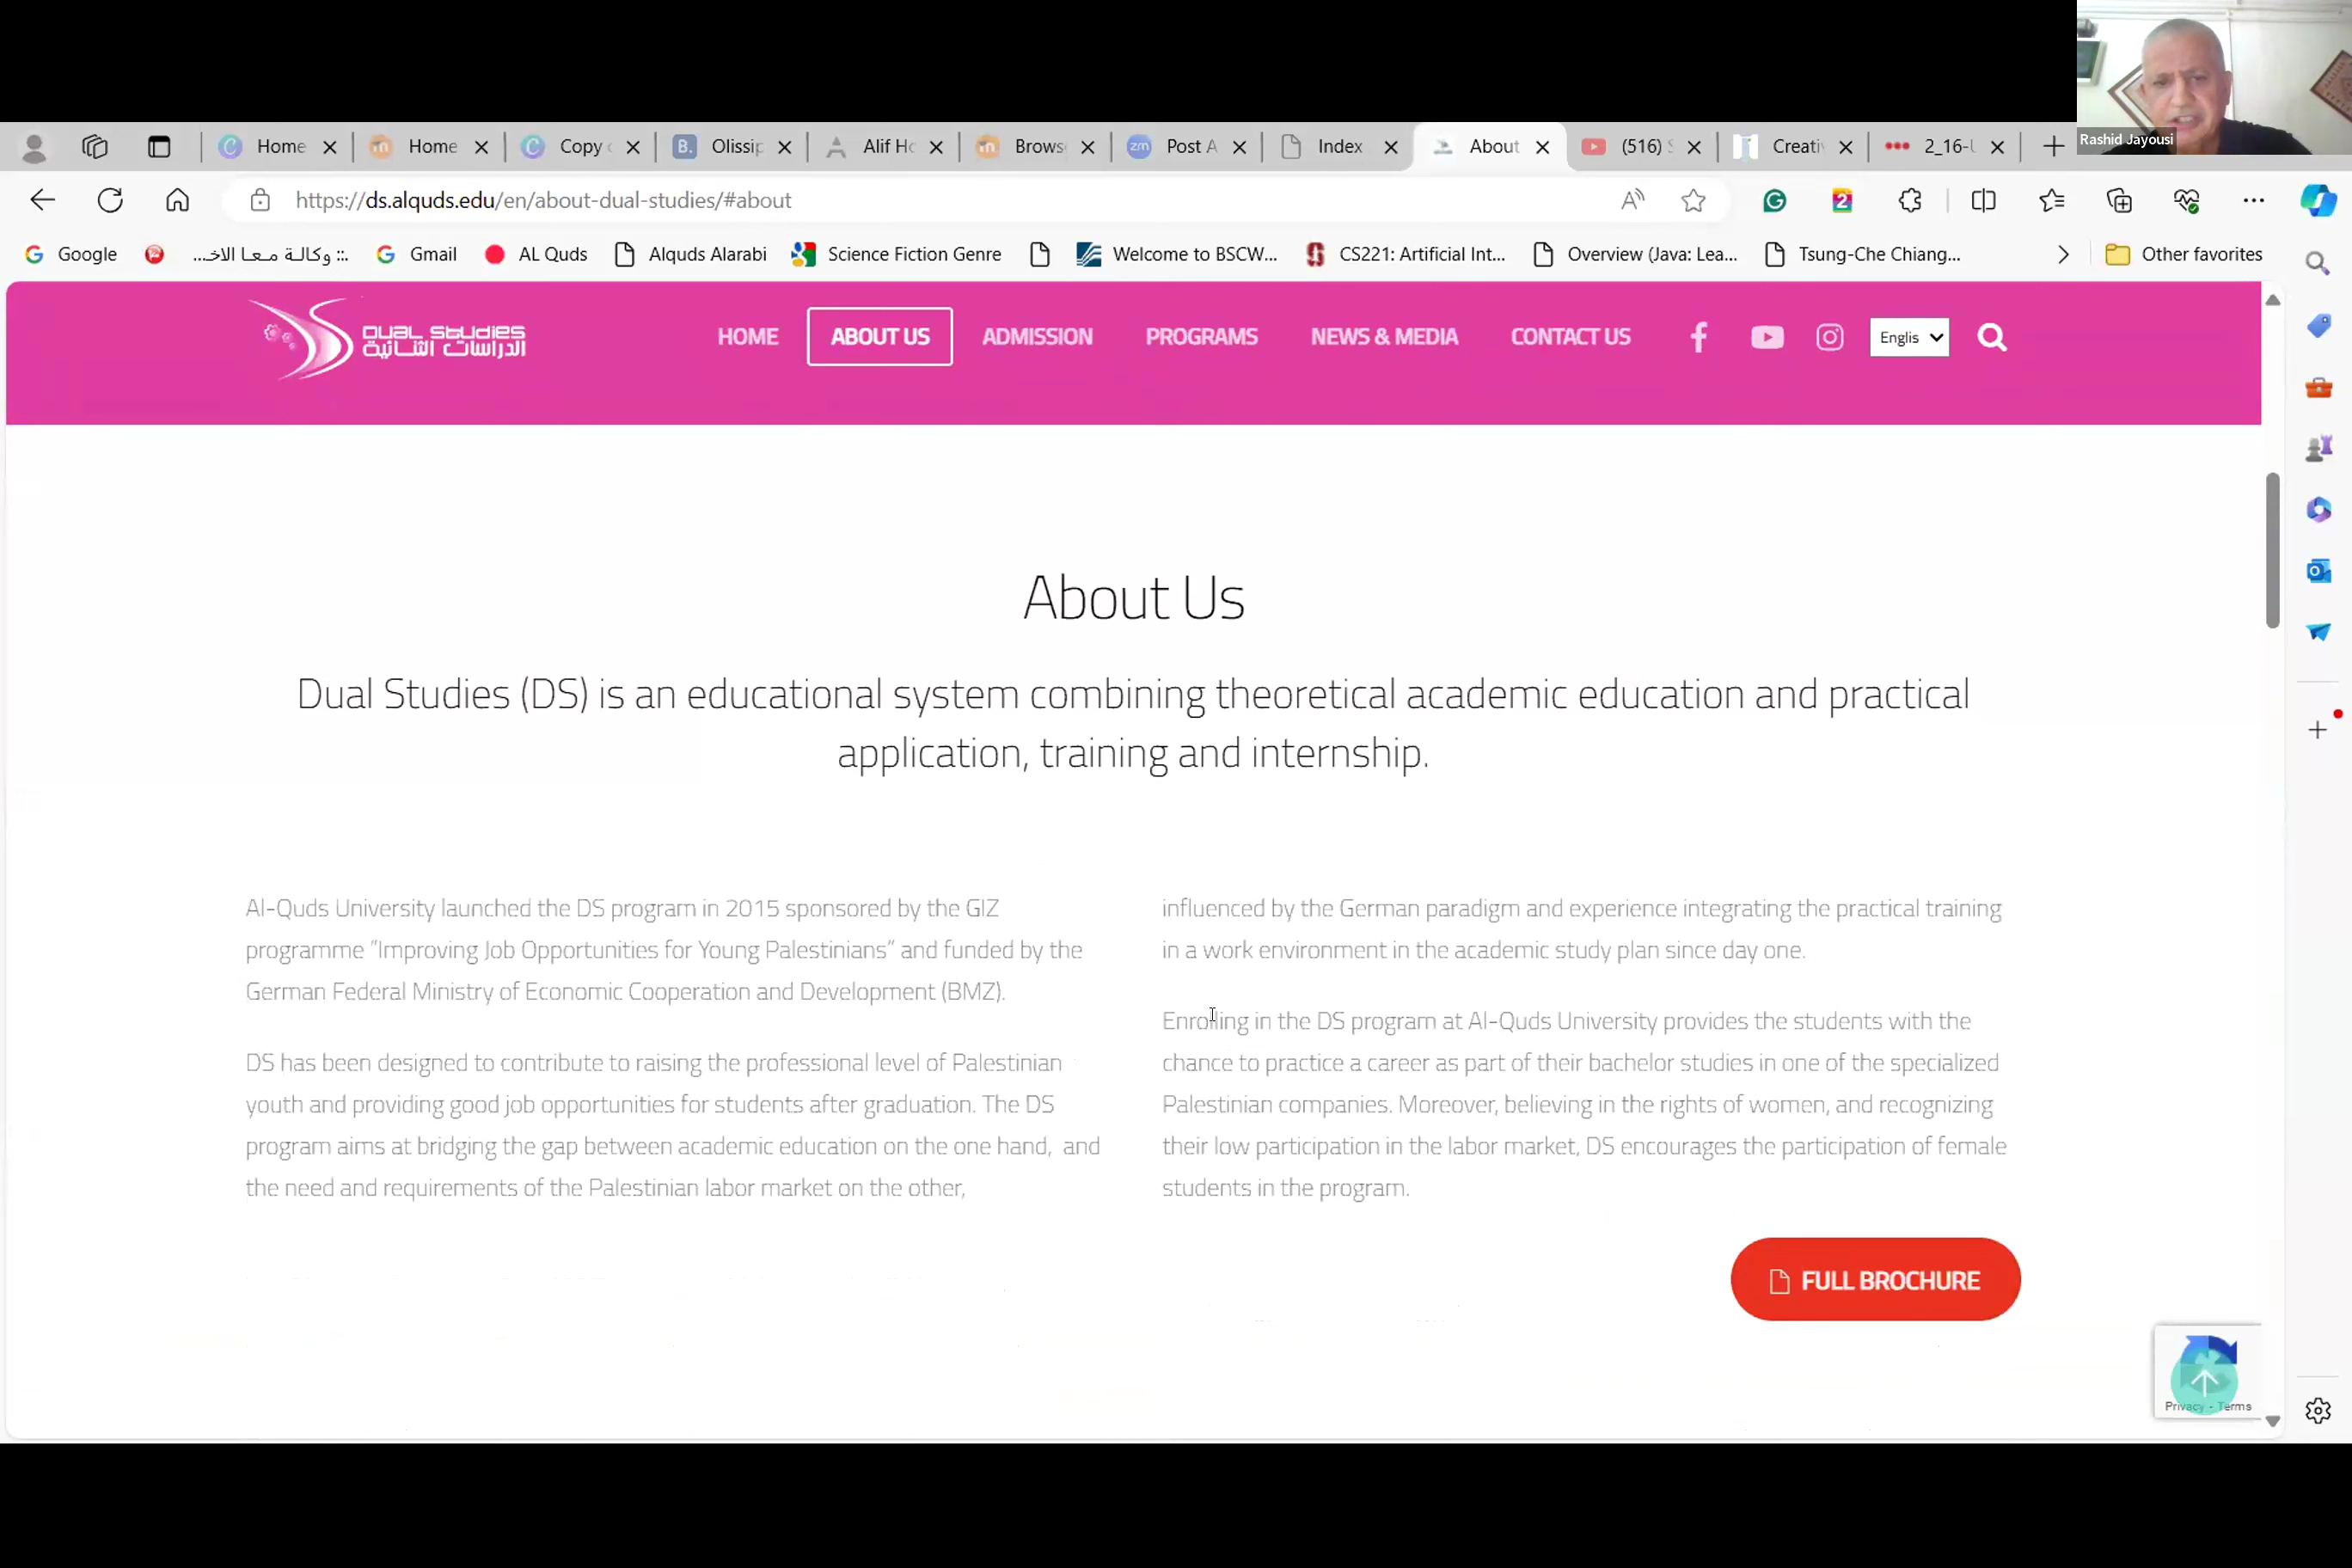 Rashid Jayousi
Home
Home
Copy
Olissip
Alif Ho
Brows
zm Post A
Index
About
(516) S
Creati
2_16-U
https://ds.alquds.edu/en/about-dual-studies/#about
Google
...وكالة معا الاخ ::.
Gmail
AL Quds
Alquds Alarabi
Science Fiction Genre
Welcome to BSCW...
CS221: Artificial Int...
Overview (Java: Lea...
Tsung-Che Chiang...
Other favorites
DUAL STUDIES
الدراسات الثنائية
HOME
ABOUT US
ADMISSION
PROGRAMS
NEWS & MEDIA
CONTACT US
Englis
About Us
Dual Studies (DS) is an educational system combining theoretical academic education and practical
application, training and internship.
Al-Quds University launched the DS program in 2015 sponsored by the GIZ
programme "Improving Job Opportunities for Young Palestinians" and funded by the
German Federal Ministry of Economic Cooperation and Development (BMZ).
DS has been designed to contribute to raising the professional level of Palestinian
youth and providing good job opportunities for students after graduation. The DS
program aims at bridging the gap between academic education on the one hand, and
the need and requirements of the Palestinian labor market on the other,
influenced by the German paradigm and experience integrating the practical training
in a work environment in the academic study plan since day one.
Enrolling in the DS program at Al-Quds University provides the students with the
chance to practice a career as part of their bachelor studies in one of the specialized
Palestinian companies. Moreover, believing in the rights of women, and recognizing
their low participation in the labor market, DS encourages the participation of female
students in the program.
FULL BROCHURE
Privacy - Terms